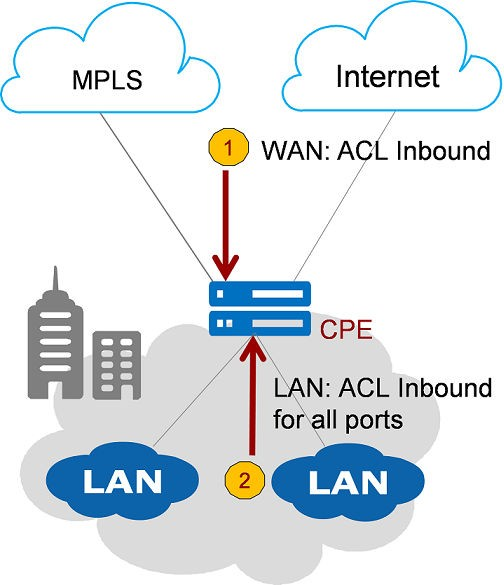 MPLS
Internet
1
WAN: ACL Inbound
CPE
LAN: ACL Inbound
for all ports
LAN
2
LAN